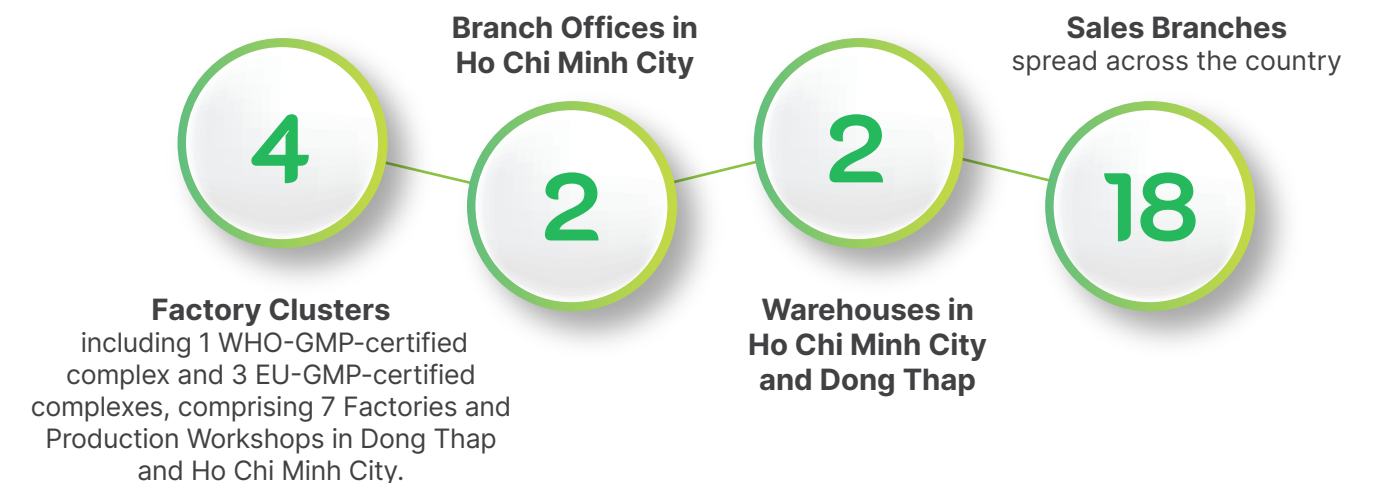 4
Factory Clusters
including 1 WHO-GMP-certified
complex and 3 EU-GMP-certified
complexes, comprising 7 Factories and
Production Workshops in Dong Thap
and Ho Chi Minh City.
Branch Offices in
Ho Chi Minh City
2
2
Warehouses in
Ho Chi Minh City
and Dong Thap
Sales Branches
spread across the country
18